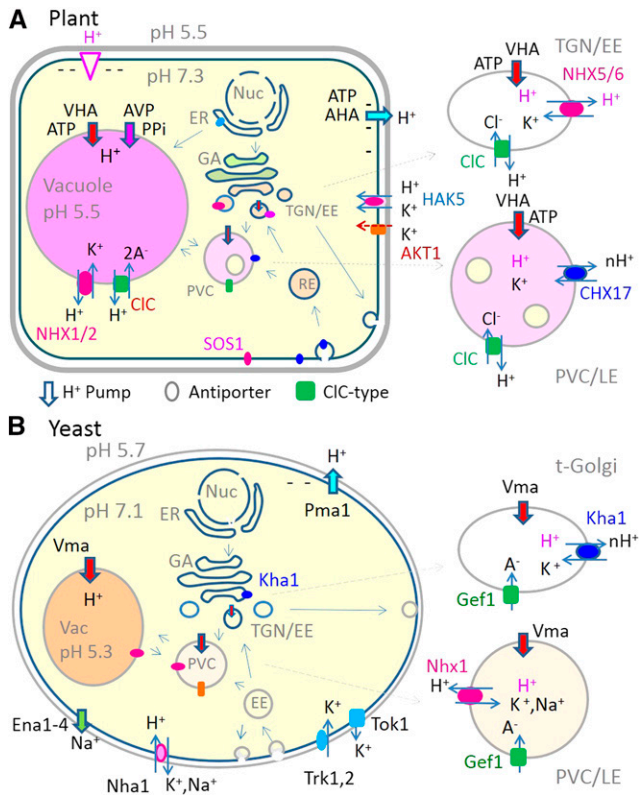 A
Plant
pH 5.5
H⁺
pH 7.3
VHA
ATP
AVP
PPi
H⁺
Vacuole
pH 5.5
K⁺
2A⁻
ClC
H⁺
H⁺
NHX1/2
Nuc
ER
GA
TGN/EE
PVC
RE
SOS1
ATP
AHA
H⁺
H⁺
HAK5
K⁺
K⁺
AKT1
TGN/EE
VHA
ATP
NHX5/6
H⁺
H⁺
Cl⁻
K⁺
ClC
H⁺
VHA
ATP
H⁺
nH⁺
K⁺
CHX17
Cl⁻
ClC
H⁺
PVC/LE
H⁺ Pump
Antiporter
ClC-type
B
Yeast
pH 5.7
H⁺
pH 7.1
Pma1
Nuc
ER
Vma
H⁺
Vac
pH 5.3
GA
Kha1
TGN/EE
PVC
EE
Ena1-4
Na⁺
H⁺
Nha1
K⁺,Na⁺
K⁺
Trk1,2
Tok1
K⁺
t-Golgi
Vma
Kha1
H⁺
nH⁺
A⁻
K⁺
Gef1
Vma
Nhx1
H⁺
H⁺
K⁺,Na⁺
A⁻
Gef1
PVC/LE